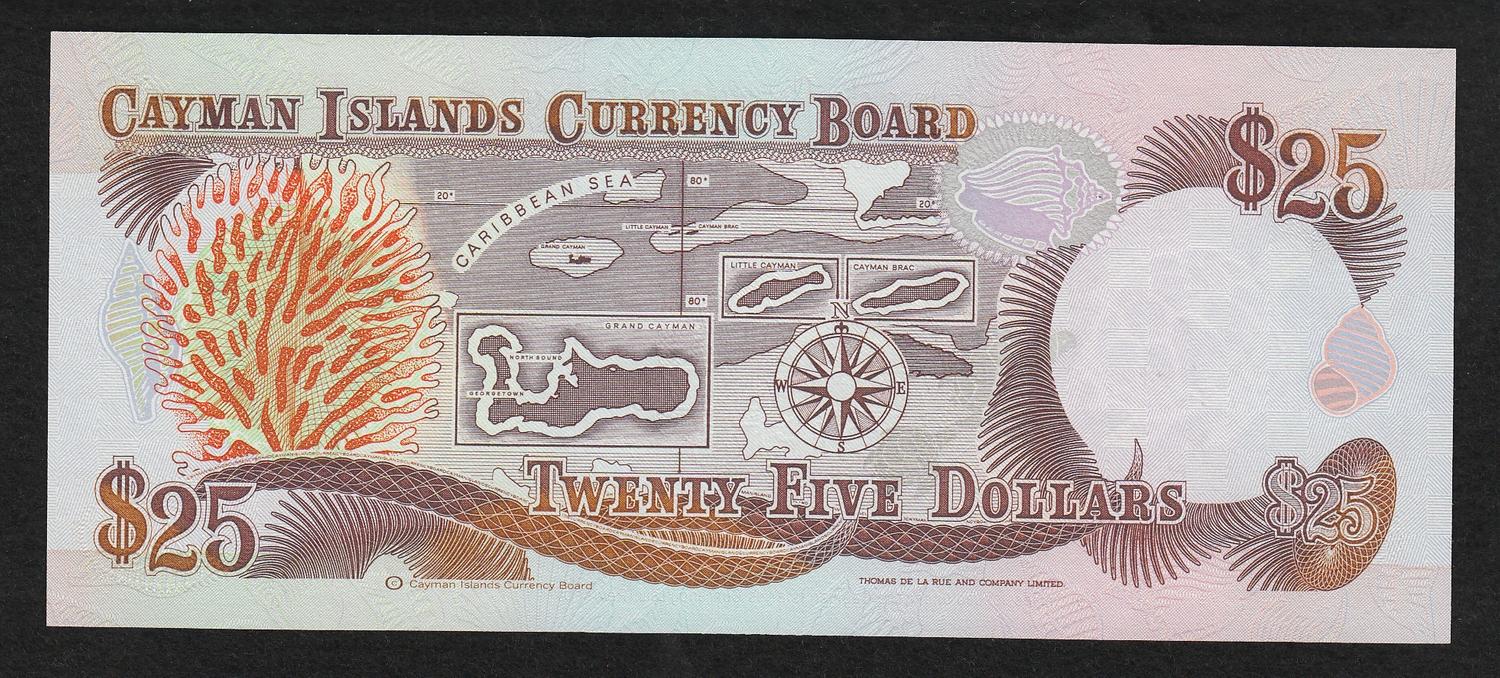 CAYMAN ISLANDS CURRENCY BOARD
$25
20°
CARIBBEAN SEA
80°
20°
LITTLE CAYMAN
CAYMAN BRAC
GRAND CAYMAN
LITTLE CAYMAN
CAYMAN BRAC
80°
N
GRAND CAYMAN
NORTH SOUND
GEORGETOWN
W
E
S
$25
TWENTY FIVE DOLLARS
$25
© Cayman Islands Currency Board
THOMAS DE LA RUE AND COMPANY LIMITED.